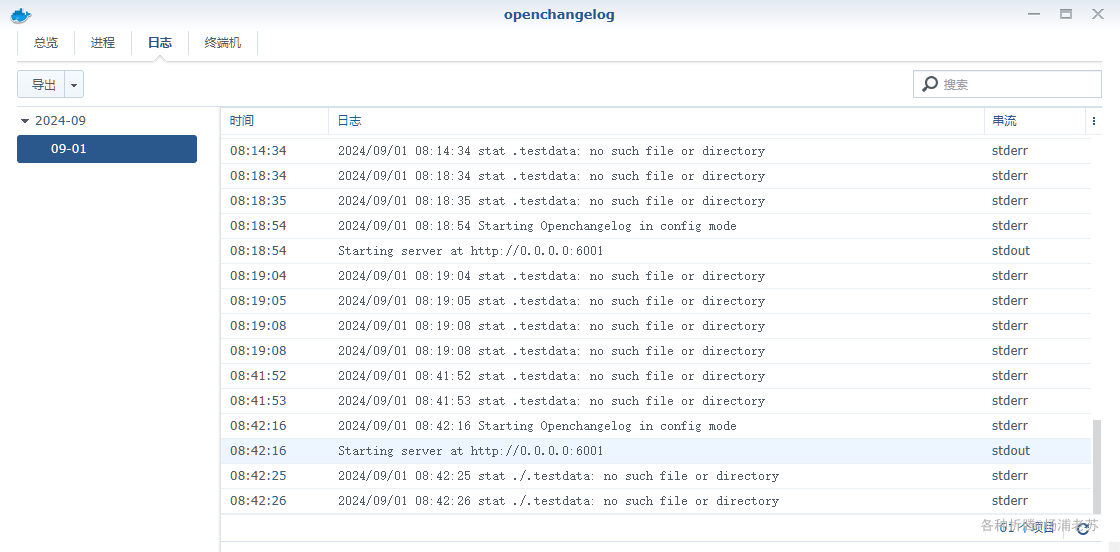 openchangelog
总览 进程 日志 终端机
导出 搜索
2024-09
09-01
时间 日志 串流
08:14:34 2024/09/01 08:14:34 stat .testdata: no such file or directory stderr
08:18:34 2024/09/01 08:18:34 stat .testdata: no such file or directory stderr
08:18:35 2024/09/01 08:18:35 stat .testdata: no such file or directory stderr
08:18:54 2024/09/01 08:18:54 Starting Openchangelog in config mode stderr
08:18:54 Starting server at http://0.0.0.0:6001 stdout
08:19:04 2024/09/01 08:19:04 stat .testdata: no such file or directory stderr
08:19:05 2024/09/01 08:19:05 stat .testdata: no such file or directory stderr
08:19:08 2024/09/01 08:19:08 stat .testdata: no such file or directory stderr
08:19:08 2024/09/01 08:19:08 stat .testdata: no such file or directory stderr
08:41:52 2024/09/01 08:41:52 stat .testdata: no such file or directory stderr
08:41:53 2024/09/01 08:41:53 stat .testdata: no such file or directory stderr
08:42:16 2024/09/01 08:42:16 Starting Openchangelog in config mode stderr
08:42:16 Starting server at http://0.0.0.0:6001 stdout
08:42:25 2024/09/01 08:42:25 stat ./.testdata: no such file or directory stderr
08:42:26 2024/09/01 08:42:26 stat ./.testdata: no such file or directory stderr
61 个项目